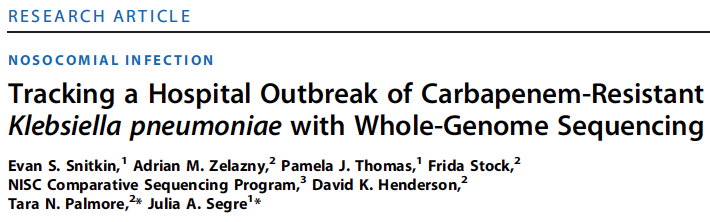 RESEARCH ARTICLE
NOSOCOMIAL INFECTION
Tracking a Hospital Outbreak of Carbapenem-Resistant
Klebsiella pneumoniae with Whole-Genome Sequencing
Evan S. Snitkin,1 Adrian M. Zelazny,2 Pamela J. Thomas,1 Frida Stock,2
NISC Comparative Sequencing Program,3 David K. Henderson,2
Tara N. Palmore,2* Julia A. Segre1*